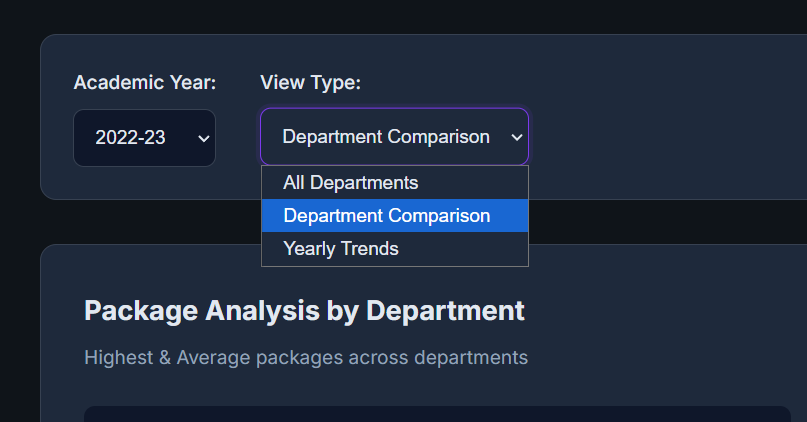 Academic Year:
View Type:
2022-23
Department Comparison
All Departments
Department Comparison
Yearly Trends
Package Analysis by Department
Highest & Average packages across departments